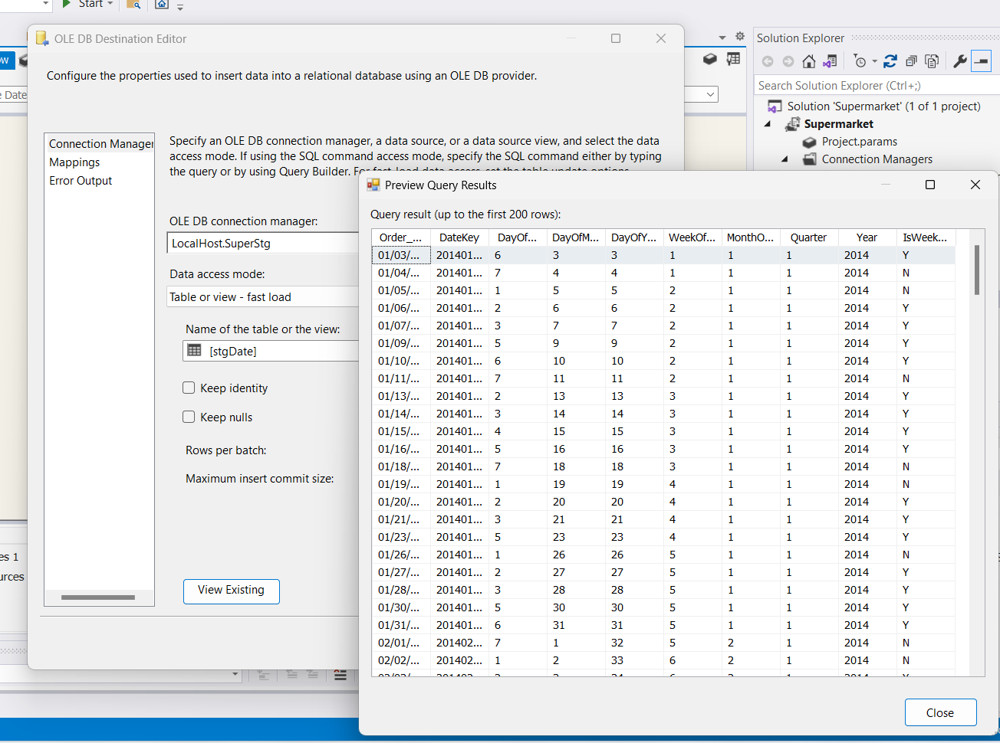 Start
OLE DB Destination Editor
Configure the properties used to insert data into a relational database using an OLE DB provider.
Connection Manager
Mappings
Error Output
Specify an OLE DB connection manager, a data source, or a data source view, and select the data
access mode. If using the SQL command access mode, specify the SQL command either by typing
the query or by using Query Builder. For fast-load data access, set the table update options.
OLE DB connection manager:
LocalHost.SuperStg
Data access mode:
Table or view - fast load
Name of the table or the view:
[stgDate]
Keep identity
Keep nulls
Rows per batch:
Maximum insert commit size:
View Existing
e Date
es 1
urces
Solution Explorer
Search Solution Explorer (Ctrl+;)
Solution 'Supermarket' (1 of 1 project)
Supermarket
Project.params
Connection Managers
Preview Query Results
Query result (up to the first 200 rows):
Order_... DateKey DayOf... DayOfM... DayOfY... WeekOf... MonthO... Quarter Year IsWeek...
01/03/... 201401... 6 3 3 1 1 1 2014 Y
01/04/... 201401... 7 4 4 1 1 1 2014 N
01/05/... 201401... 1 5 5 2 1 1 2014 N
01/06/... 201401... 2 6 6 2 1 1 2014 Y
01/07/... 201401... 3 7 7 2 1 1 2014 Y
01/09/... 201401... 5 9 9 2 1 1 2014 Y
01/10/... 201401... 6 10 10 2 1 1 2014 Y
01/11/... 201401... 7 11 11 2 1 1 2014 N
01/13/... 201401... 2 13 13 3 1 1 2014 Y
01/14/... 201401... 3 14 14 3 1 1 2014 Y
01/15/... 201401... 4 15 15 3 1 1 2014 Y
01/16/... 201401... 5 16 16 3 1 1 2014 Y
01/18/... 201401... 7 18 18 3 1 1 2014 N
01/19/... 201401... 1 19 19 4 1 1 2014 N
01/20/... 201401... 2 20 20 4 1 1 2014 Y
01/21/... 201401... 3 21 21 4 1 1 2014 Y
01/23/... 201401... 5 23 23 4 1 1 2014 Y
01/26/... 201401... 1 26 26 5 1 1 2014 N
01/27/... 201401... 2 27 27 5 1 1 2014 Y
01/28/... 201401... 3 28 28 5 1 1 2014 Y
01/30/... 201401... 5 30 30 5 1 1 2014 Y
01/31/... 201401... 6 31 31 5 1 1 2014 Y
02/01/... 201402... 7 1 32 5 2 1 2014 N
02/02/... 201402... 1 2 33 6 2 1 2014 N
Close